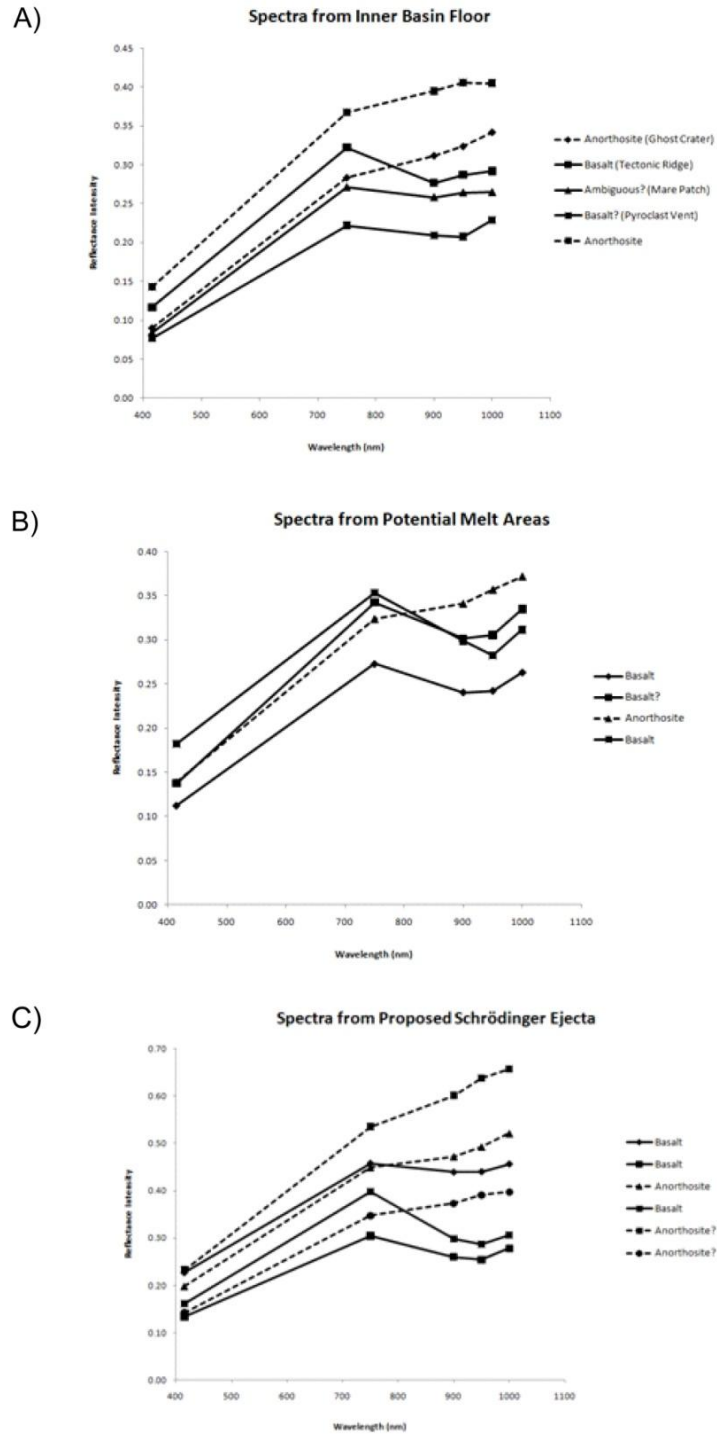 A)
Spectra from Inner Basin Floor
0.45
0.40
0.35
0.30
0.25
0.20
0.15
0.10
0.05
0.00
Reflectance Intensity
400 500 600 700 800 900 1000 1100
Wavelength (nm)
Anorthosite (Ghost Crater)
Basalt (Tectonic Ridge)
Ambiguous? (Mare Patch)
Basalt? (Pyroclast Vent)
Anorthosite
B)
Spectra from Potential Melt Areas
0.40
0.35
0.30
0.25
0.20
0.15
0.10
0.05
0.00
Reflectance Intensity
400 500 600 700 800 900 1000 1100
Wavelength (nm)
Basalt
Basalt?
Anorthosite
Basalt
C)
Spectra from Proposed Schrödinger Ejecta
0.70
0.60
0.50
0.40
0.30
0.20
0.10
0.00
Reflectance Intensity
400 500 600 700 800 900 1000 1100
Wavelength (nm)
Basalt
Basalt
Anorthosite
Basalt
Anorthosite?
Anorthosite?